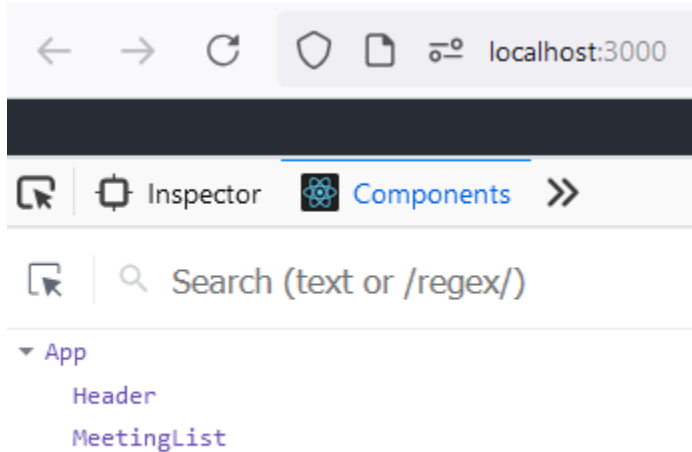 localhost:3000
Inspector Components
Search (text or /regex/)
App
Header
MeetingList